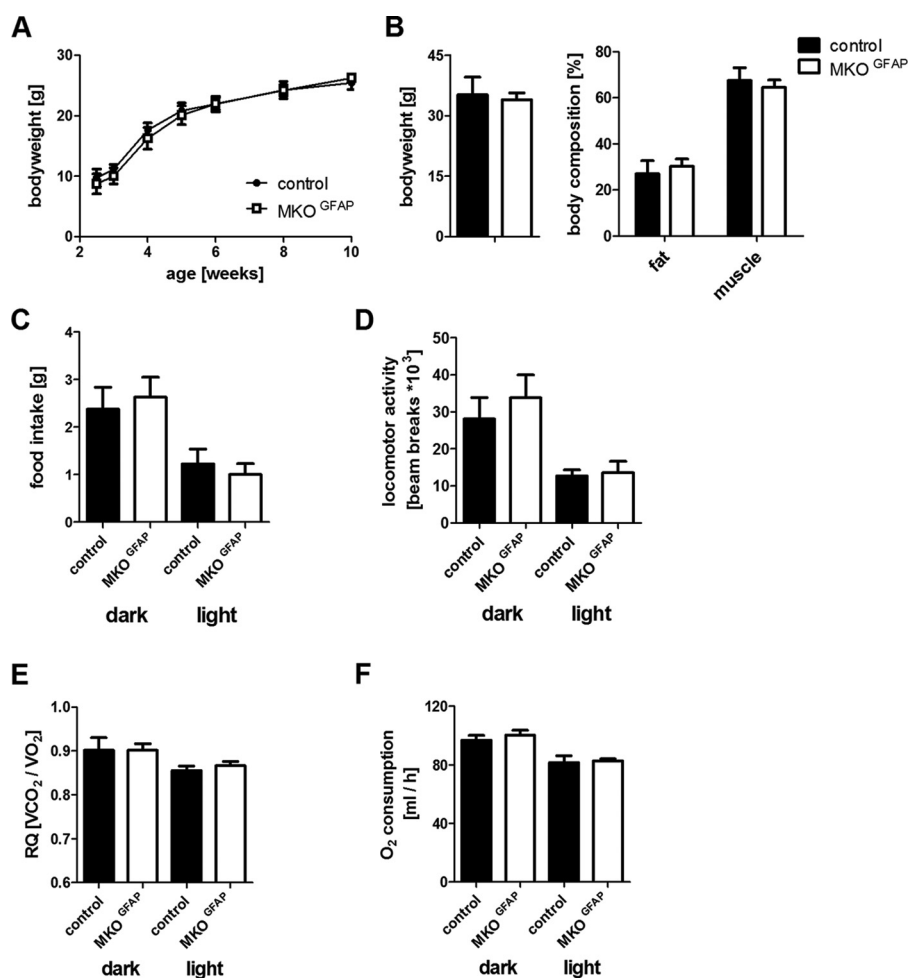 A
bodyweight [g]
30
20
10
0
2
4
6
8
10
age [weeks]
control
MKO GFAP
B
bodyweight [g]
45
30
15
0
body composition [%]
80
60
40
20
0
fat
muscle
control
MKO GFAP
C
food intake [g]
4
3
2
1
0
control
MKO GFAP
control
MKO GFAP
dark
light
D
locomotor activity
[beam breaks *10³]
50
40
30
20
10
0
control
MKO GFAP
control
MKO GFAP
dark
light
E
RQ [VCO₂ / VO₂]
1.0
0.9
0.8
0.7
0.6
control
MKO GFAP
control
MKO GFAP
dark
light
F
O₂ consumption
[ml / h]
120
80
40
0
control
MKO GFAP
control
MKO GFAP
dark
light